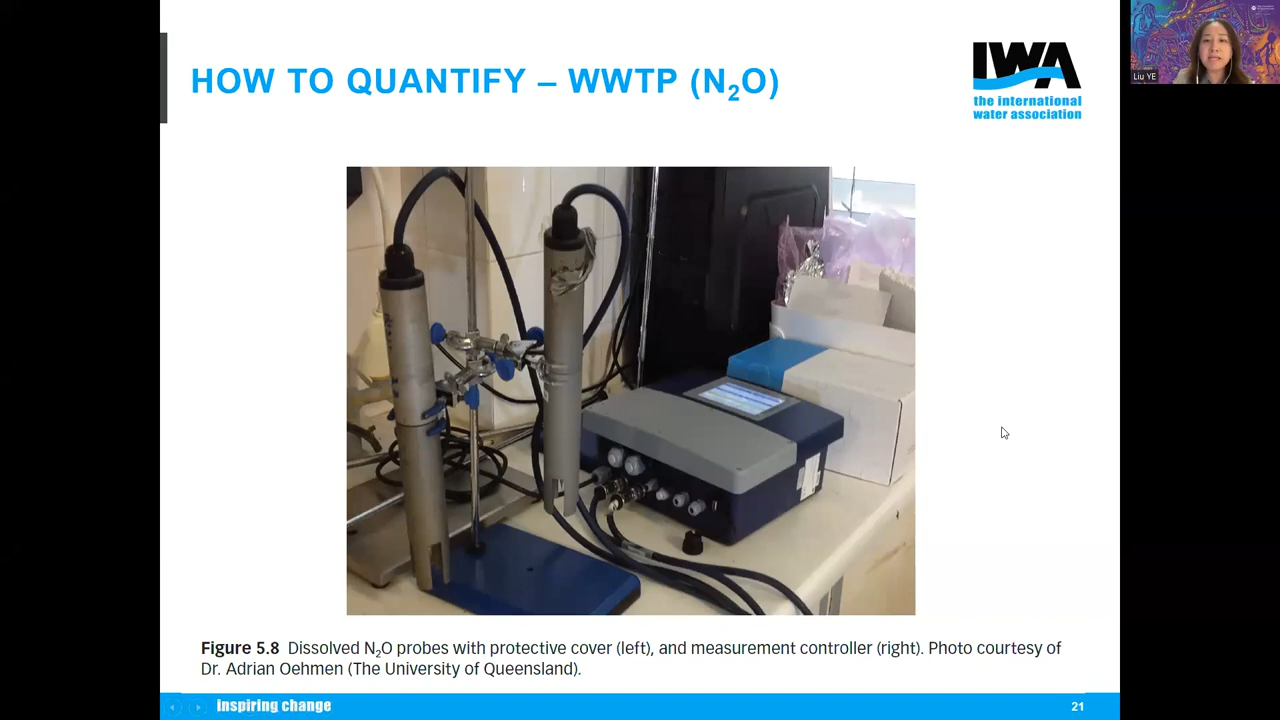 HOW TO QUANTIFY – WWTP (N₂O)
IWA
the international
water association
Liu YE
Figure 5.8 Dissolved N₂O probes with protective cover (left), and measurement controller (right). Photo courtesy of
Dr. Adrian Oehmen (The University of Queensland).
inspiring change
21